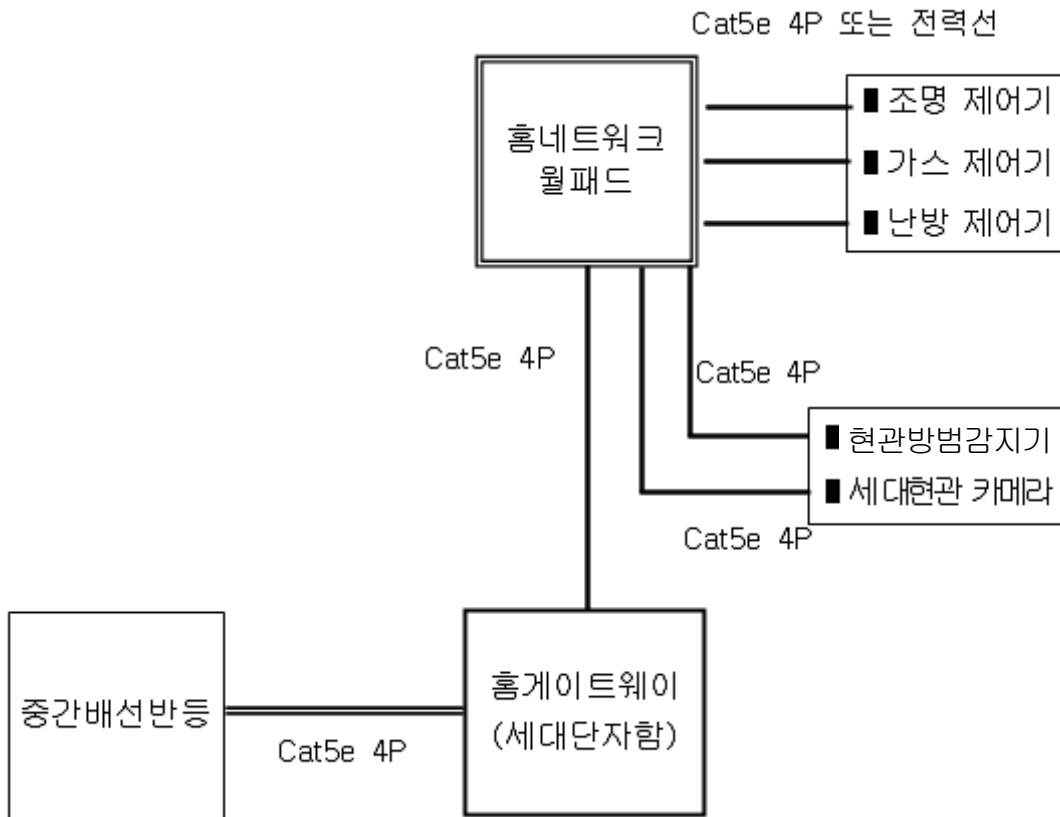 Cat5e 4P 또는 전력선
홈네트워크
월패드
■ 조명 제어기
■ 가스 제어기
■ 난방 제어기
Cat5e 4P
Cat5e 4P
■ 현관방범감지기
■ 세대현관 카메라
Cat5e 4P
중간배선반등
Cat5e 4P
홈게이트웨이
(세대단자함)